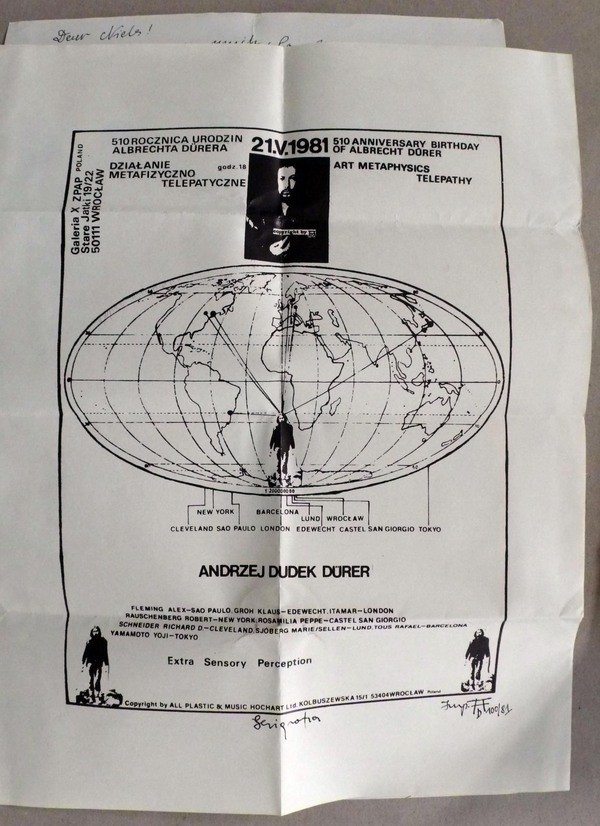 Dear Niels!
510 ROCZNICA URODZIN
ALBRECHTA DÜRERA
21.V.1981
510 ANNIVERSARY BIRTHDAY
OF ALBRECHT DÜRER
DZIAŁANIE
METAFIZYCZNO
TELEPATYCZNE
godz. 18
ART METAPHYSICS
TELEPATHY
Galeria X ZPAP POLAND
Stare Jatki 19/22
50111 WROCŁAW
copyright by
NEW YORK BARCELONA
LUND WROCŁAW
CLEVELAND SAO PAULO LONDON EDEWECHT CASTEL SAN GIORGIO TOKYO
ANDRZEJ DUDEK DÜRER
FLEMING ALEX-SAO PAULO, GROH KLAUS-EDEWECHT, ITAMAR-LONDON
RAUSCHENBERG ROBERT-NEW YORK, ROSAMILIA PEPPE-CASTEL SAN GIORGIO
SCHNEIDER RICHARD D.-CLEVELAND, SJÖBERG MARIE/SELLEN-LUND, TOUS RAFAEL-BARCELONA
YAMAMOTO YOJI-TOKYO
Extra Sensory Perception
Copyright by ALL PLASTIC & MUSIC HOCHART Ltd. KOLBUSZEWSKA 15/1 53404 WROCŁAW Poland
100/81